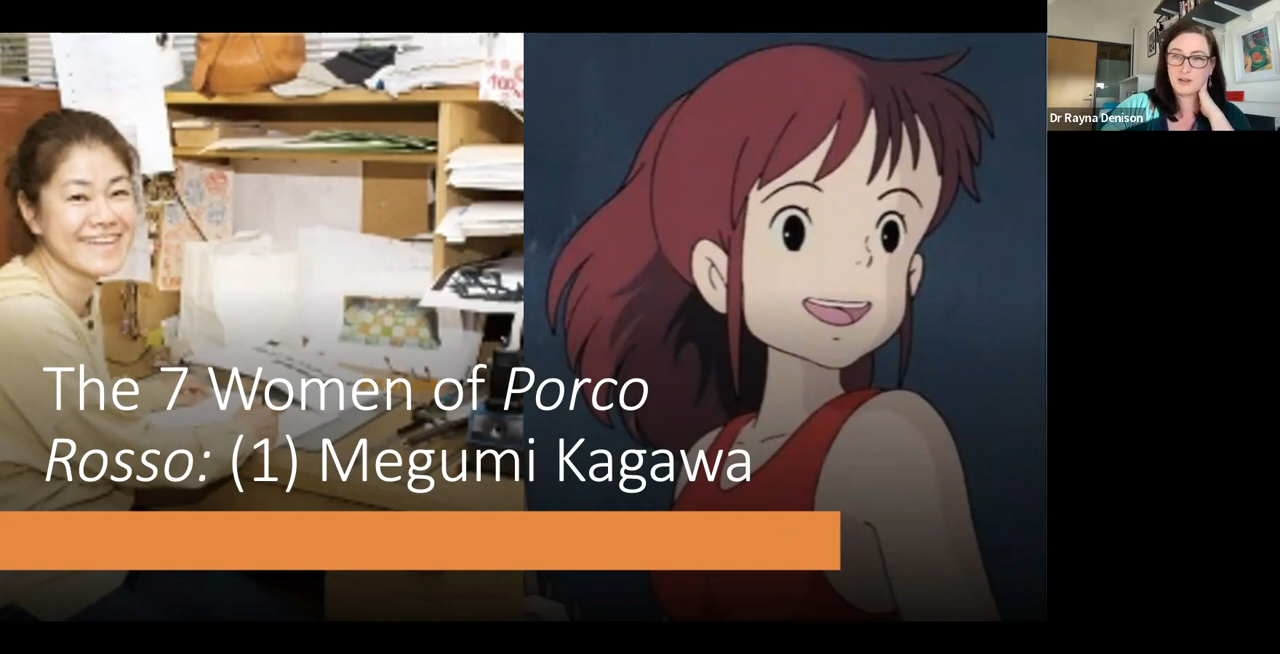 The 7 Women of Porco
Rosso: (1) Megumi Kagawa
Dr Rayna Denison